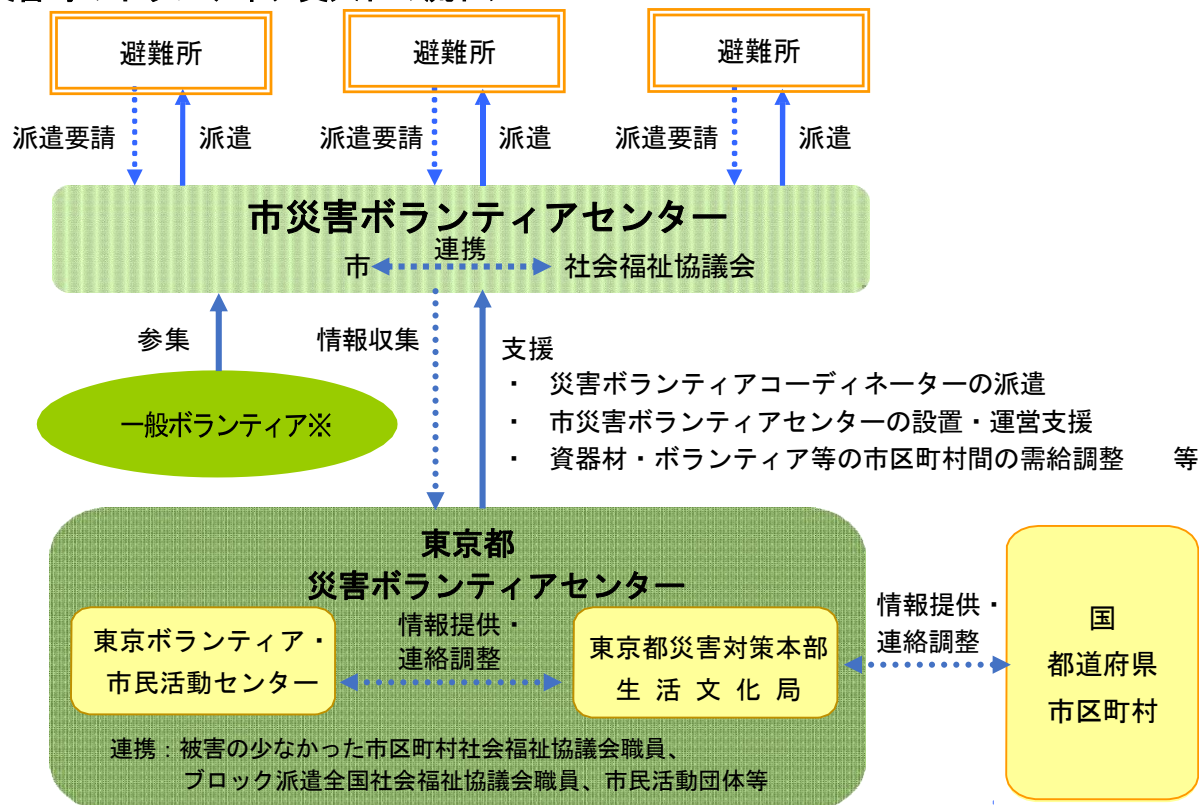 避難所
避難所
避難所
派遣要請
派遣
派遣要請
派遣
派遣要請
派遣
市災害ボランティアセンター
連携
市
社会福祉協議会
参集
情報収集
支援
・ 災害ボランティアコーディネーターの派遣
・ 市災害ボランティアセンターの設置・運営支援
・ 資器材・ボランティア等の市区町村間の需給調整 等
一般ボランティア※
東京都
災害ボランティアセンター
東京ボランティア・
市民活動センター
情報提供・
連絡調整
東京都災害対策本部
生 活 文 化 局
連携：被害の少なかった市区町村社会福祉協議会職員、
ブロック派遣全国社会福祉協議会職員、市民活動団体等
情報提供・
連絡調整
国
都道府県
市区町村